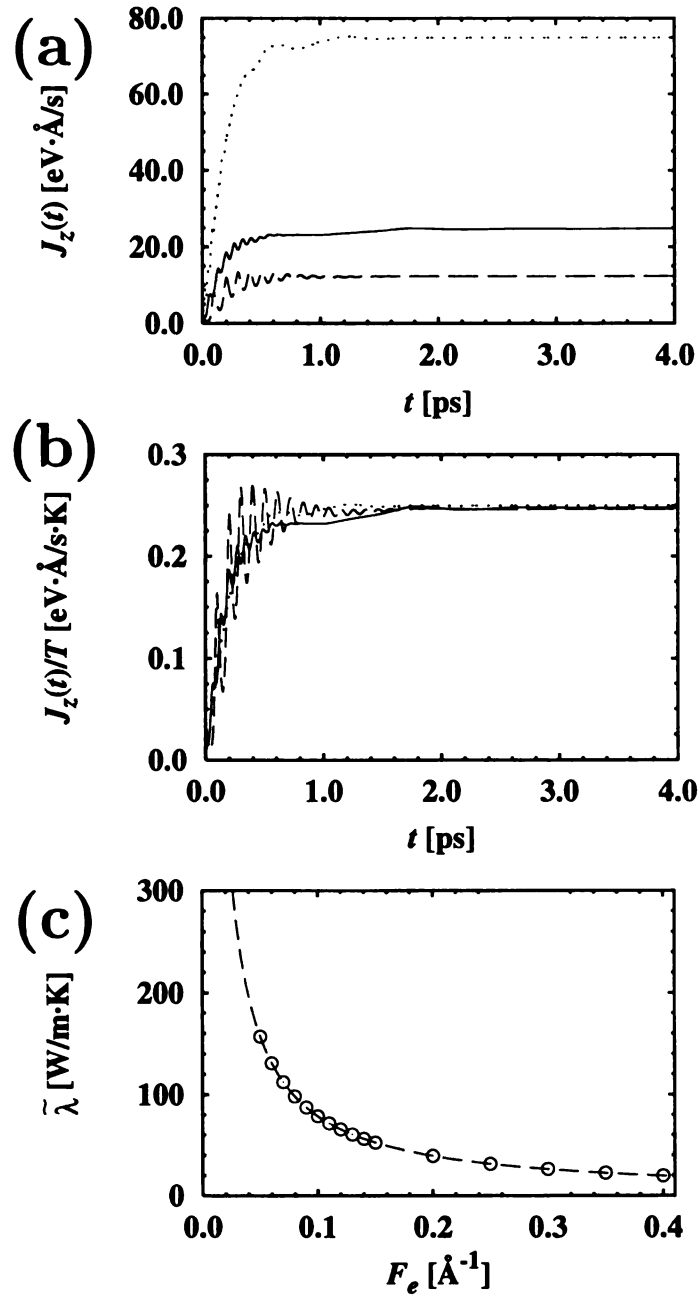 (a)
80.0
60.0
40.0
20.0
0.0
J_z(t) [eV·Å/s]
0.0 1.0 2.0 3.0 4.0
t [ps]
(b)
0.3
0.2
0.1
0.0
J_z(t)/T [eV·Å/s·K]
0.0 1.0 2.0 3.0 4.0
t [ps]
(c)
300
200
100
0
λ̃ [W/m·K]
0.0 0.1 0.2 0.3 0.4
F_e [Å⁻¹]